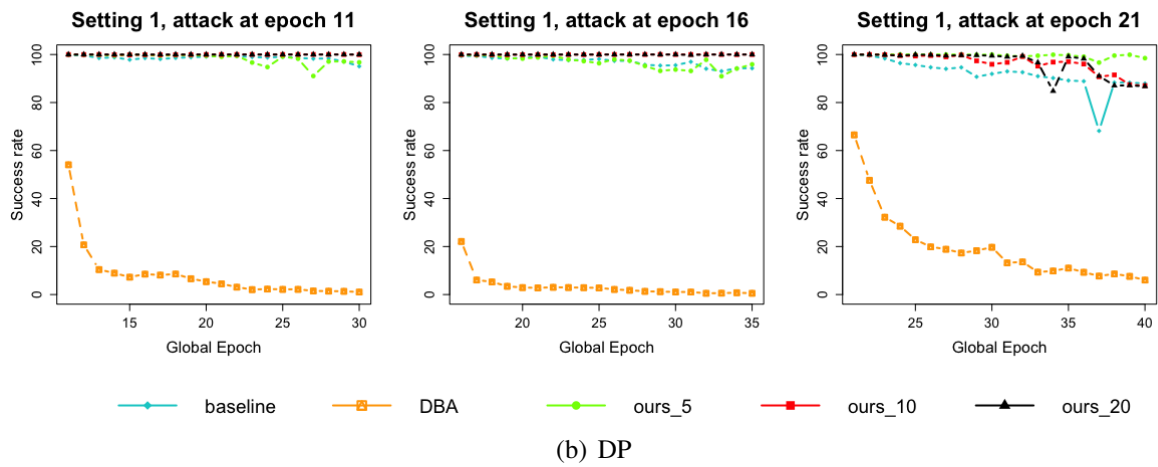 Setting 1, attack at epoch 11
Setting 1, attack at epoch 16
Setting 1, attack at epoch 21
Success rate
100
80
60
40
20
0
15
20
25
30
Global Epoch
Success rate
100
80
60
40
20
0
20
25
30
35
Global Epoch
Success rate
100
80
60
40
20
0
25
30
35
40
Global Epoch
baseline
DBA
ours_5
ours_10
ours_20
(b) DP